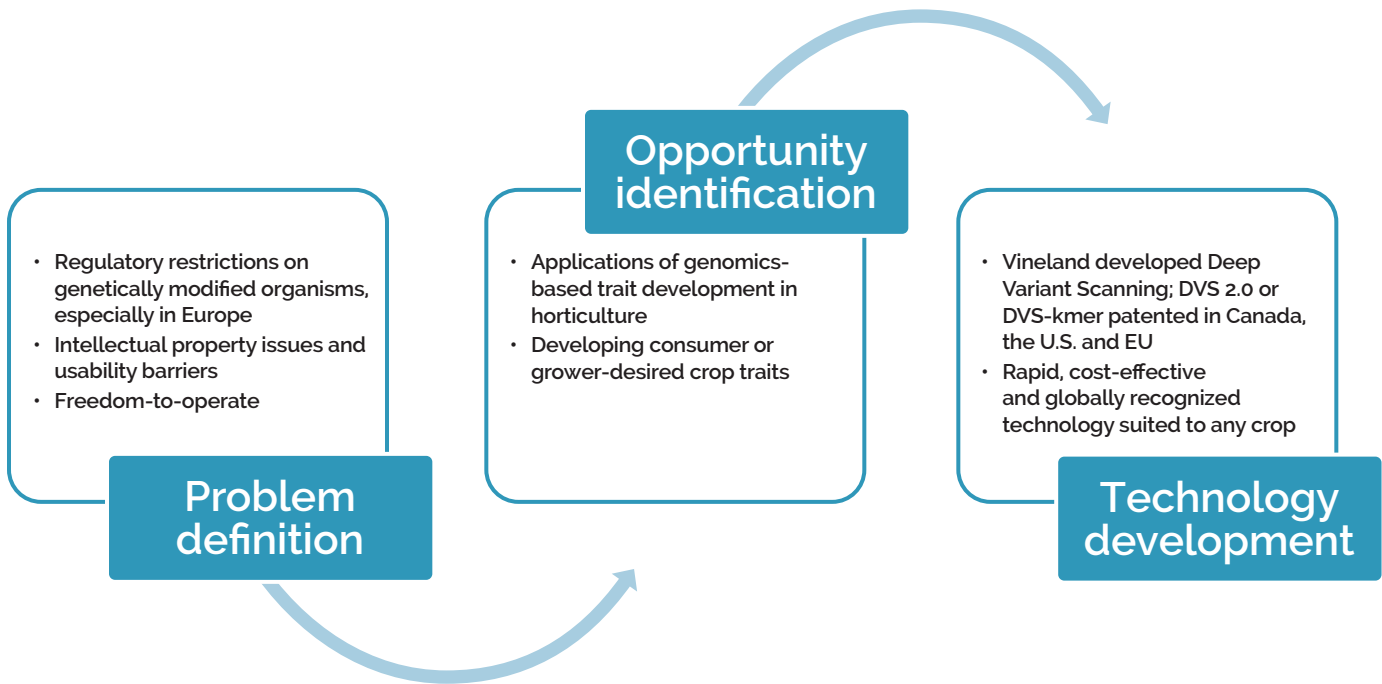 • Regulatory restrictions on
genetically modified organisms,
especially in Europe
• Intellectual property issues and
usability barriers
• Freedom-to-operate
Problem
definition
Opportunity
identification
• Applications of genomics-
based trait development in
horticulture
• Developing consumer or
grower-desired crop traits
• Vineland developed Deep
Variant Scanning; DVS 2.0 or
DVS-kmer patented in Canada,
the U.S. and EU
• Rapid, cost-effective
and globally recognized
technology suited to any crop
Technology
development